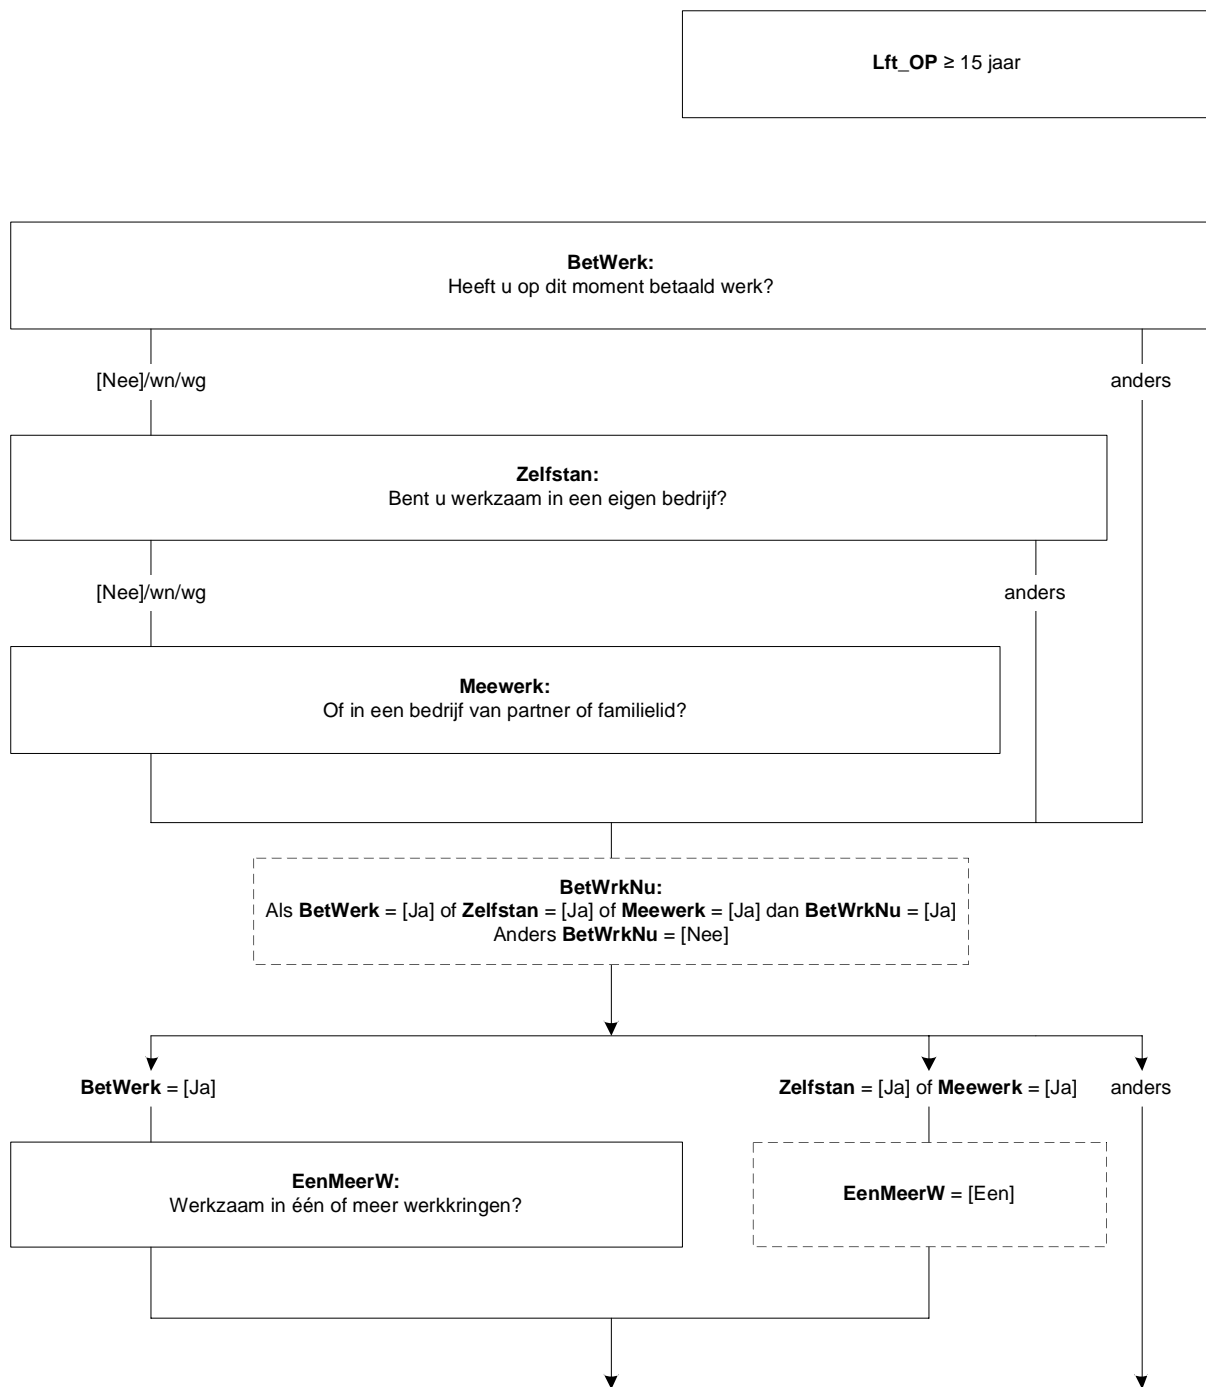 Lft_OP ≥ 15 jaar
BetWerk:
Heeft u op dit moment betaald werk?
[Nee]/wn/wg
anders
Zelfstan:
Bent u werkzaam in een eigen bedrijf?
[Nee]/wn/wg
anders
Meewerk:
Of in een bedrijf van partner of familielid?
BetWrkNu:
Als BetWerk = [Ja] of Zelfstan = [Ja] of Meewerk = [Ja] dan BetWrkNu = [Ja]
Anders BetWrkNu = [Nee]
BetWerk = [Ja]
Zelfstan = [Ja] of Meewerk = [Ja]
anders
EenMeerW:
Werkzaam in één of meer werkkringen?
EenMeerW = [Een]